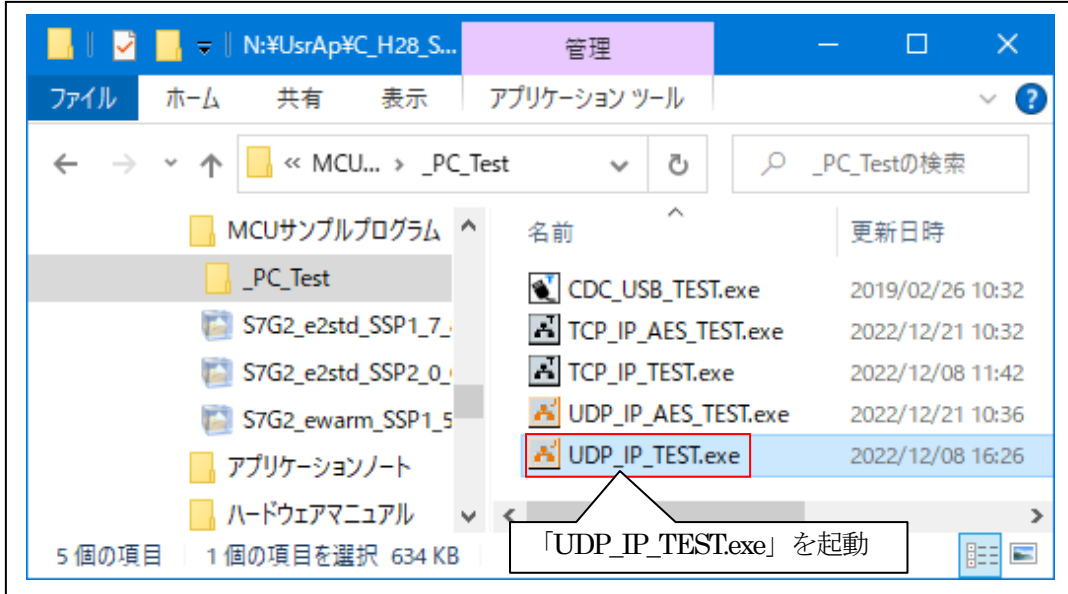 N:¥UsrAp¥C_H28_S...
管理
ファイル
ホーム
共有
表示
アプリケーション ツール
« MCU... › _PC_Test
_PC_Testの検索
MCUサンプルプログラム
_PC_Test
S7G2_e2std_SSP1_7_
S7G2_e2std_SSP2_0_
S7G2_ewarm_SSP1_5
アプリケーションノート
ハードウェアマニュアル
名前
更新日時
CDC_USB_TEST.exe 2019/02/26 10:32
TCP_IP_AES_TEST.exe 2022/12/21 10:32
TCP_IP_TEST.exe 2022/12/08 11:42
UDP_IP_AES_TEST.exe 2022/12/21 10:36
UDP_IP_TEST.exe 2022/12/08 16:26
「UDP_IP_TEST.exe」を起動
5 個の項目
1 個の項目を選択 634 KB